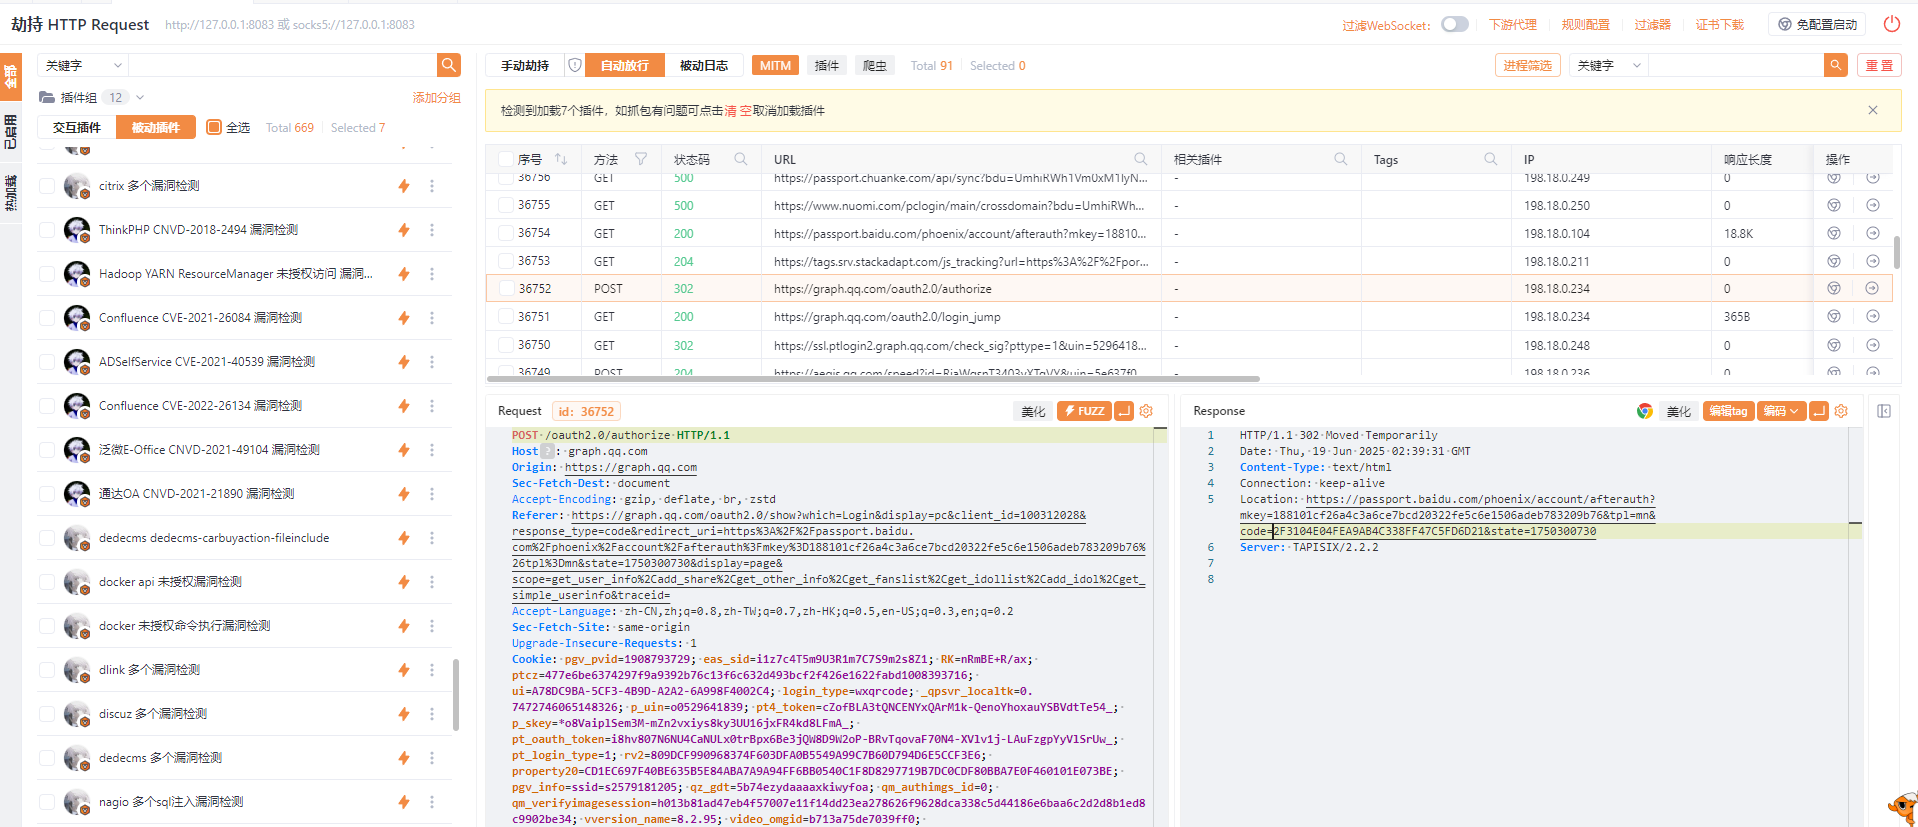 劫持 HTTP Request http://127.0.0.1:8083 或 socks5://127.0.0.1:8083
过滤WebSocket: 下游代理 规则配置 过滤器 证书下载 免配置启动
全部
已启用
热加载
关键字
插件组 12 添加分组
交互插件 被动插件 全选 Total 669 Selected 7
citrix 多个漏洞检测
ThinkPHP CNVD-2018-2494 漏洞检测
Hadoop YARN ResourceManager 未授权访问 漏洞...
Confluence CVE-2021-26084 漏洞检测
ADSelfService CVE-2021-40539 漏洞检测
Confluence CVE-2022-26134 漏洞检测
泛微E-Office CNVD-2021-49104 漏洞检测
通达OA CNVD-2021-21890 漏洞检测
dedecms dedecms-carbuyaction-fileinclude
docker api 未授权漏洞检测
docker 未授权命令执行漏洞检测
dlink 多个漏洞检测
discuz 多个漏洞检测
dedecms 多个漏洞检测
nagio 多个sql注入漏洞检测
手动劫持 自动放行 被动日志 MITM 插件 爬虫 Total 91 Selected 0 进程筛选 关键字 重 置
检测到加载7个插件，如抓包有问题可点击清 空取消加载插件
序号 方法 状态码 URL 相关插件 Tags IP 响应长度 操作
36756 GET 500 https://passport.chuanke.com/api/sync?bdu=UmhiRWh1Vm0xM1lyN... - 198.18.0.249 0
36755 GET 500 https://www.nuomi.com/pclogin/main/crossdomain?bdu=UmhiRWh... - 198.18.0.250 0
36754 GET 200 https://passport.baidu.com/phoenix/account/afterauth?mkey=18810... - 198.18.0.104 18.8K
36753 GET 204 https://tags.srv.stackadapt.com/js_tracking?url=https%3A%2F%2Fpor... - 198.18.0.211 0
36752 POST 302 https://graph.qq.com/oauth2.0/authorize - 198.18.0.234 0
36751 GET 200 https://graph.qq.com/oauth2.0/login_jump - 198.18.0.234 365B
36750 GET 302 https://ssl.ptlogin2.graph.qq.com/check_sig?pttype=1&uin=5296418... - 198.18.0.248 0
36749 POST 204 https://aegis.qq.com/speed?id=RiaWgsnT3403yXTgVY&uin=5e637f0... - 198.18.0.236 0
Request id: 36752 美化 FUZZ
POST /oauth2.0/authorize HTTP/1.1
Host ? : graph.qq.com
Origin: https://graph.qq.com
Sec-Fetch-Dest: document
Accept-Encoding: gzip, deflate, br, zstd
Referer: https://graph.qq.com/oauth2.0/show?which=Login&display=pc&client_id=100312028&
response_type=code&redirect_uri=https%3A%2F%2Fpassport.baidu.
com%2Fphoenix%2Faccount%2Fafterauth%3Fmkey%3D188101cf26a4c3a6ce7bcd20322fe5c6e1506adeb783209b76%
26tpl%3Dmn&state=1750300730&display=page&
scope=get_user_info%2Cadd_share%2Cget_other_info%2Cget_fanslist%2Cget_idollist%2Cadd_idol%2Cget_
simple_userinfo&traceid=
Accept-Language: zh-CN,zh;q=0.8,zh-TW;q=0.7,zh-HK;q=0.5,en-US;q=0.3,en;q=0.2
Sec-Fetch-Site: same-origin
Upgrade-Insecure-Requests: 1
Cookie: pgv_pvid=1908793729; eas_sid=i1z7c4T5m9U3R1m7C7S9m2s8Z1; RK=nRmBE+R/ax;
ptcz=477e6be6374297f9a9392b76c13f6c632d493bcf2f426e1622fabd1008393716;
ui=A78DC9BA-5CF3-4B9D-A2A2-6A998F4002C4; login_type=wxqrcode; _qpsvr_localtk=0.
7472746065148326; p_uin=o0529641839; pt4_token=cZofBLA3tQNCENYxQArM1k-QenoYhoxauYSBVdtTe54_;
p_skey=*o8VaiplSem3M-mZn2vxiys8ky3UU16jxFR4kd8LFmA_;
pt_oauth_token=i8hv807N6NU4CaNULx0trBpx6Be3jQW8D9W2oP-BRvTqovaF70N4-XVlv1j-LAuFzgpYyVlSrUw_;
pt_login_type=1; rv2=809DCF990968374F603DFA0B5549A99C7B60D794D6E5CCF3E6;
property20=CD1EC697F40BE635B5E84ABA7A9A94FF6BB0540C1F8D8297719B7DC0CDF80BBA7E0F460101E073BE;
pgv_info=ssid=s2579181205; qz_gdt=5b74ezydaaaaxkiwyfoa; qm_authimgs_id=0;
qm_verifyimagesession=h013b81ad47eb4f57007e11f14dd23ea278626f9628dca338c5d44186e6baa6c2d2d8b1ed8
c9902be34; vversion_name=8.2.95; video_omgid=b713a75de7039ff0;
Response 美化 编辑tag 编码
1 HTTP/1.1 302 Moved Temporarily
2 Date: Thu, 19 Jun 2025 02:39:31 GMT
3 Content-Type: text/html
4 Connection: keep-alive
5 Location: https://passport.baidu.com/phoenix/account/afterauth?
mkey=188101cf26a4c3a6ce7bcd20322fe5c6e1506adeb783209b76&tpl=mn&
code=2F3104E04FEA9AB4C338FF47C5FD6D21&state=1750300730
6 Server: TAPISIX/2.2.2
7
8